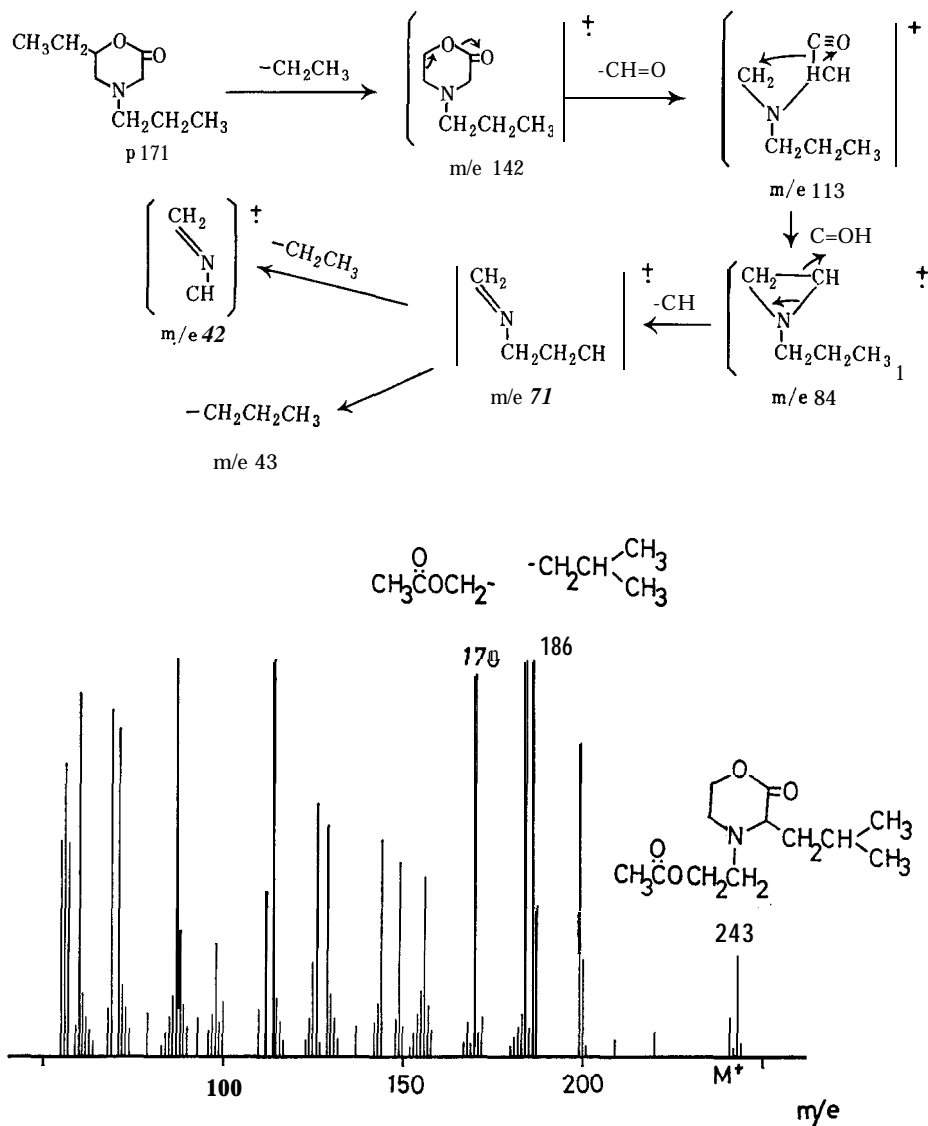 CH₃CH₂ O O
N
CH₂CH₂CH₃
p 171
−CH₂CH₃
O O
N
CH₂CH₂CH₃
m/e 142
-CH=O
C≡O
CH₂ HCH
N
CH₂CH₂CH₃
m/e 113
C=OH
CH₂ CH
N
CH₂CH₂CH₃ 1
m/e 84
-CH
CH₂
N
CH₂CH₂CH
m/e 71
−CH₂CH₃
CH₂
N
CH
m/e 42
−CH₂CH₂CH₃
m/e 43
O
CH₃COCH₂-
-CH₂CH CH₃
CH₃
186
O O
N CH₂CH CH₃
CH₃
O
CH₃COCH₂CH₂
243
100 150 200 M⁺
m/e